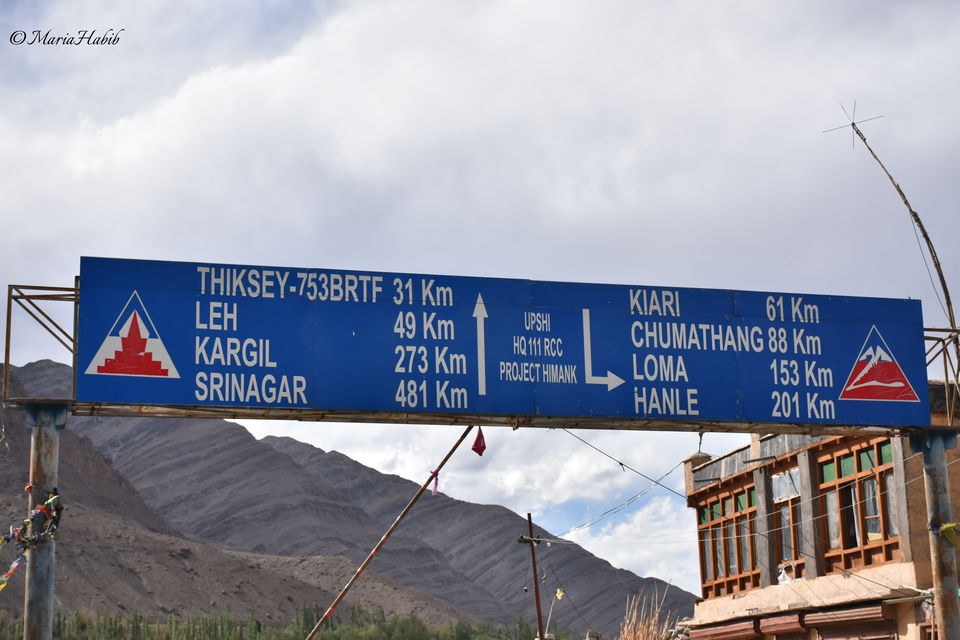 © MariaHabib
THIKSEY-753BRTF 31 Km
LEH 49 Km
KARGIL 273 Km
SRINAGAR 481 Km
UPSHI
HQ 111 RCC
PROJECT HIMANK
KIARI 61 Km
CHUMATHANG 88 Km
LOMA 153 Km
HANLE 201 Km